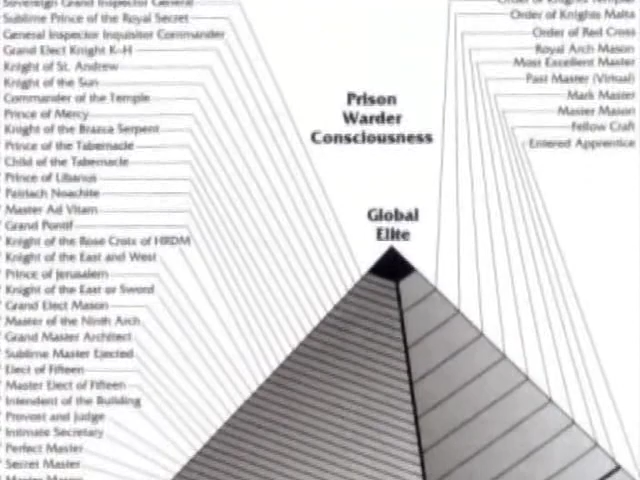 Sovereign Grand Inspector General
Sublime Prince of the Royal Secret
General Inspector Inquisitor Commander
Grand Elect Knight K–H
Knight of St. Andrew
Knight of the Sun
Commander of the Temple
Prince of Mercy
Knight of the Brazca Serpent
Prince of the Tabernacle
Child of the Tabernacle
Prince of Libanus
Patriach Noachite
Master Ad Vitam
Grand Pontif
Knight of the Rose Croix of HRDM
Knight of the East and West
Prince of Jerusalem
Knight of the East or Sword
Grand Elect Mason
Master of the Ninth Arch
Grand Master Architect
Sublime Master Ejected
Elect of Fifteen
Master Elect of Fifteen
Intendent of the Building
Provost and Judge
Intimate Secretary
Perfect Master
Secret Master
Master Mason
Prison
Warder
Consciousness
Global
Elite
Order of Knights Templar
Order of Knights Malta
Order of Red Cross
Royal Arch Mason
Most Excellent Master
Past Master (Virtual)
Mark Master
Master Mason
Fellow Craft
Entered Apprentice